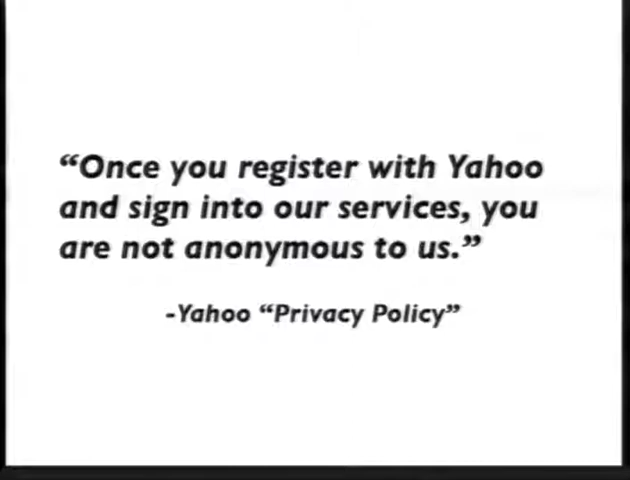 “Once you register with Yahoo
and sign into our services, you
are not anonymous to us.”
-Yahoo “Privacy Policy”